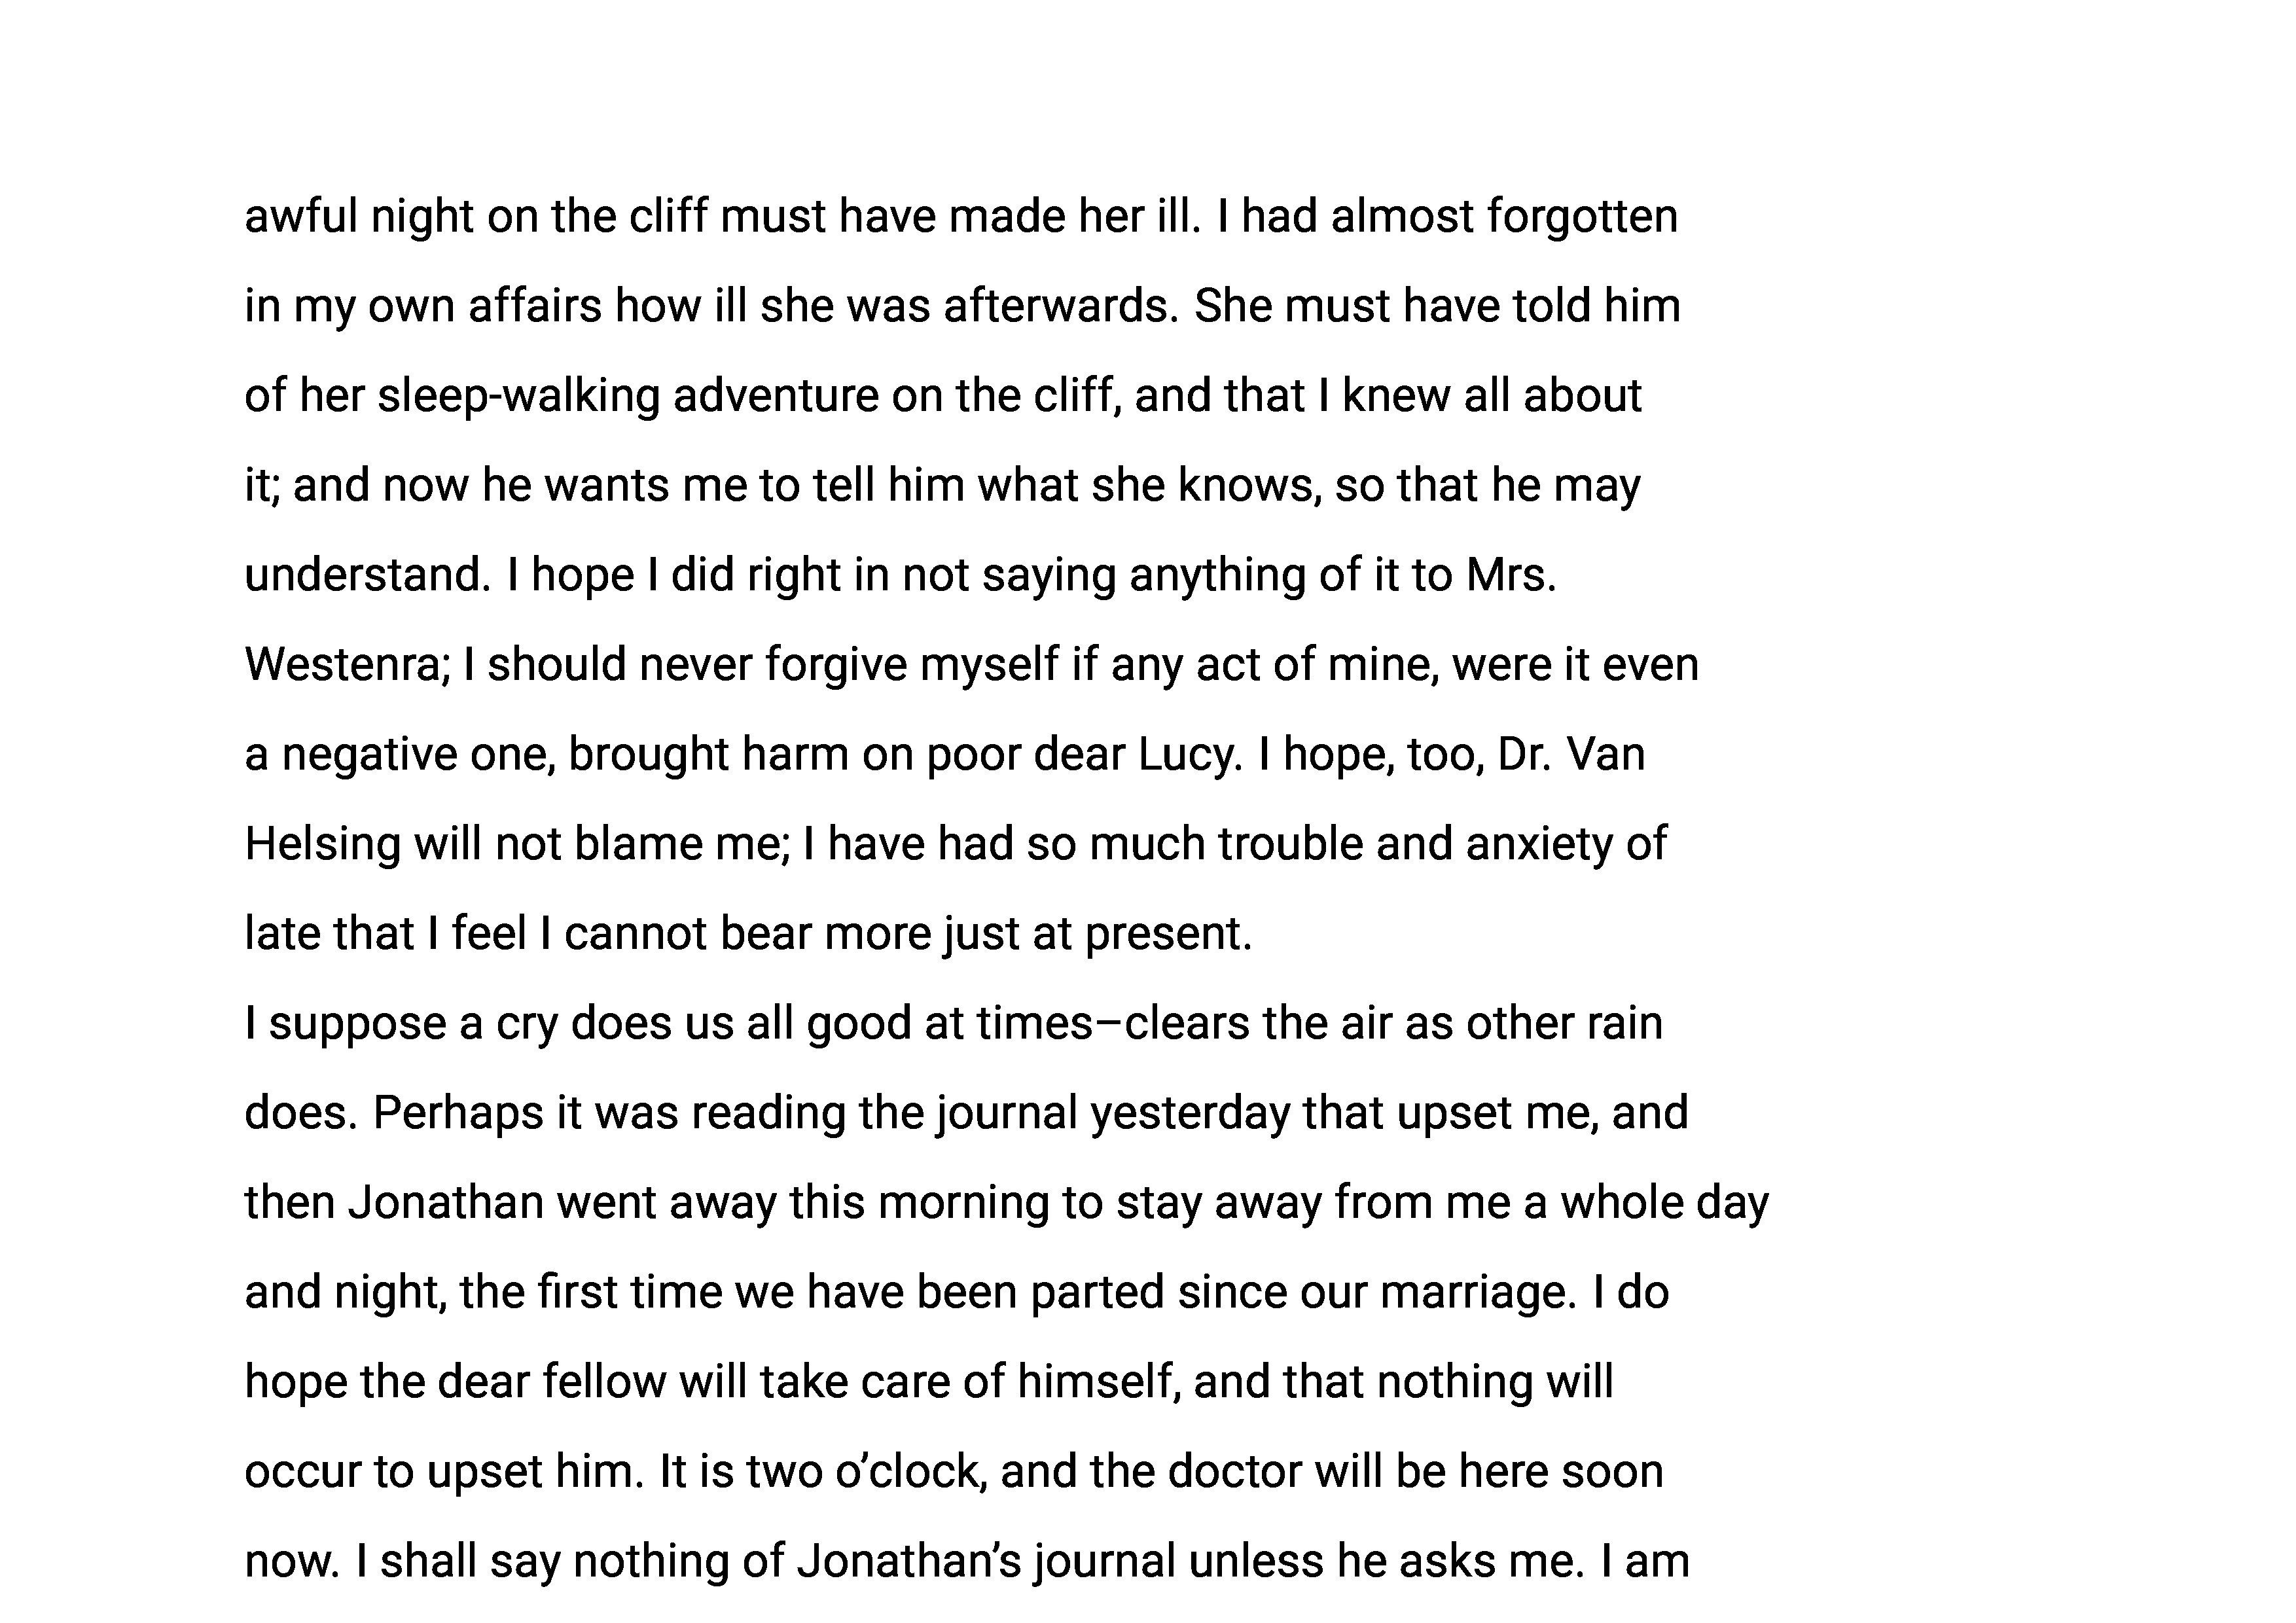 awful night on the cliff must have made her ill. I had almost forgotten
in my own affairs how ill she was afterwards. She must have told him
of her sleep-walking adventure on the cliff, and that I knew all about
it; and now he wants me to tell him what she knows, so that he may
understand. I hope I did right in not saying anything of it to Mrs.
Westenra; I should never forgive myself if any act of mine, were it even
a negative one, brought harm on poor dear Lucy. I hope, too, Dr. Van
Helsing will not blame me; I have had so much trouble and anxiety of
late that I feel I cannot bear more just at present.
I suppose a cry does us all good at times–clears the air as other rain
does. Perhaps it was reading the journal yesterday that upset me, and
then Jonathan went away this morning to stay away from me a whole day
and night, the first time we have been parted since our marriage. I do
hope the dear fellow will take care of himself, and that nothing will
occur to upset him. It is two o’clock, and the doctor will be here soon
now. I shall say nothing of Jonathan’s journal unless he asks me. I am